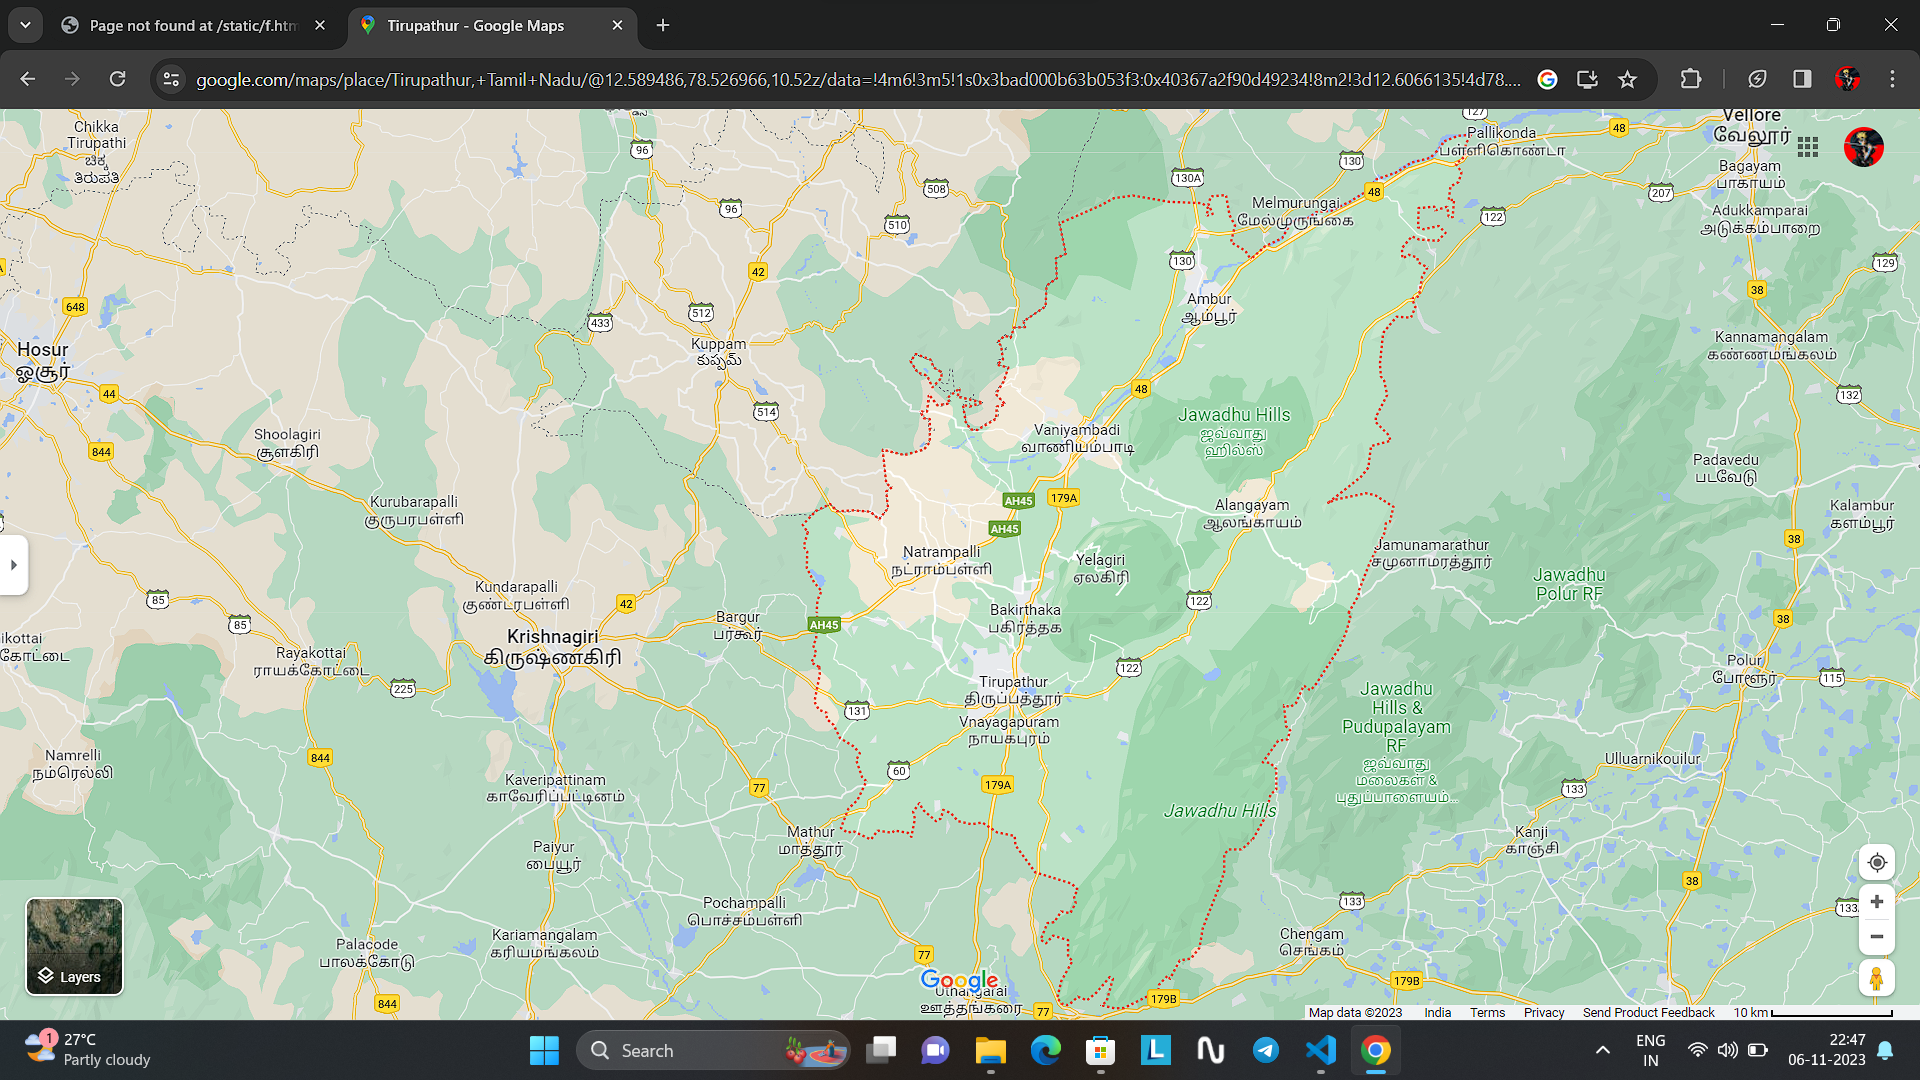 Page not found at /static/f.htm
Tirupathur - Google Maps
google.com/maps/place/Tirupathur,+Tamil+Nadu/@12.589486,78.526966,10.52z/data=!4m6!3m5!1s0x3bad000b63b053f3:0x40367a2f90d49234!8m2!3d12.6066135!4d78....
Chikka
Tirupathi
ಚಿಕ್ಕ
ತಿರುಪತಿ
96
508
96
510
42
130A
130
127
48
Pallikonda
பள்ளிகொண்டா
Vellore
வேலூர்
Bagayam
பாகாயம்
207
48
Melmurungai
மேல்முருங்கை
122
Adukkamparai
அடுக்கம்பாறை
130
129
648
433
512
Ambur
ஆம்பூர்
38
Hosur
ஓசூர்
Kuppam
కుప్పమ్
Kannamangalam
கண்ணமங்கலம்
44
48
132
514
Jawadhu Hills
ஜவ்வாது
ஹில்ஸ்
Shoolagiri
சூளகிரி
Vaniyambadi
வாணியம்பாடி
844
Padavedu
படவேடு
Kurubarapalli
குருபரபள்ளி
AH45
179A
Alangayam
ஆலங்காயம்
Kalambur
களம்பூர்
AH45
38
Natrampalli
நட்ராம்பள்ளி
Yelagiri
ஏலகிரி
Jamunamarathur
சமுனாமரத்தூர்
Jawadhu
Polur RF
Kundarapalli
குண்டரபள்ளி
85
42
122
85
Bargur
பர்கூர்
AH45
Bakirthaka
பகிர்த்தக
38
ikottai
கோட்டை
Krishnagiri
கிருஷ்ணகிரி
Rayakottai
ராயக்கோட்டை
225
122
Polur
போளூர்
115
Tirupathur
திருப்பத்தூர்
131
Vnayagapuram
நாயகபுரம்
Jawadhu
Hills &
Pudupalayam
RF
ஜவ்வாது
மலைகள் &
புதுப்பாளையம்...
Namrelli
நம்ரெல்லி
844
60
Ulluarnikouilur
Kaveripattinam
காவேரிப்பட்டினம்
77
179A
133
Jawadhu Hills
Mathur
மாத்தூர்
Kanji
காஞ்சி
Paiyur
பையூர்
38
Pochampalli
பொச்சம்பள்ளி
133
133
Kariamangalam
கரியமங்கலம்
Palacode
பாலக்கோடு
Chengam
செங்கம்
77
Layers
Google
Uthangarai
ஊத்தங்கரை
844
77
179B
179B
Map data ©2023 India Terms Privacy Send Product Feedback 10 km
1
27°C
Partly cloudy
Search
L
ENG
IN
22:47
06-11-2023